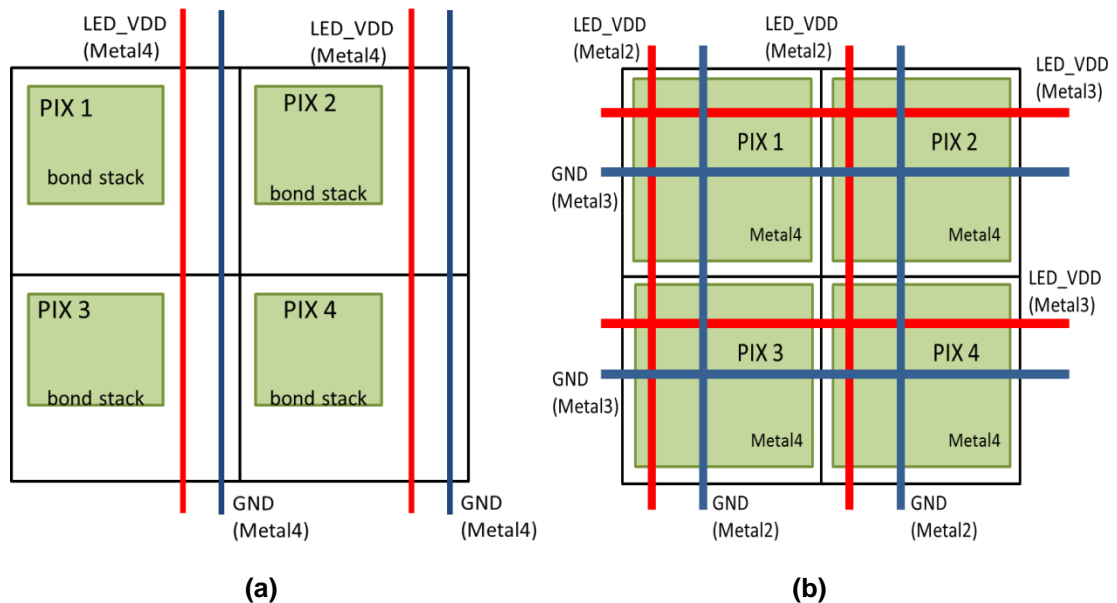 LED_VDD
(Metal4)
LED_VDD
(Metal4)
PIX 1
bond stack
PIX 2
bond stack
PIX 3
bond stack
PIX 4
bond stack
GND
(Metal4)
GND
(Metal4)
(a)
LED_VDD
(Metal2)
LED_VDD
(Metal2)
LED_VDD
(Metal3)
PIX 1
PIX 2
GND
(Metal3)
Metal4
Metal4
LED_VDD
(Metal3)
PIX 3
PIX 4
GND
(Metal3)
Metal4
Metal4
GND
(Metal2)
GND
(Metal2)
(b)